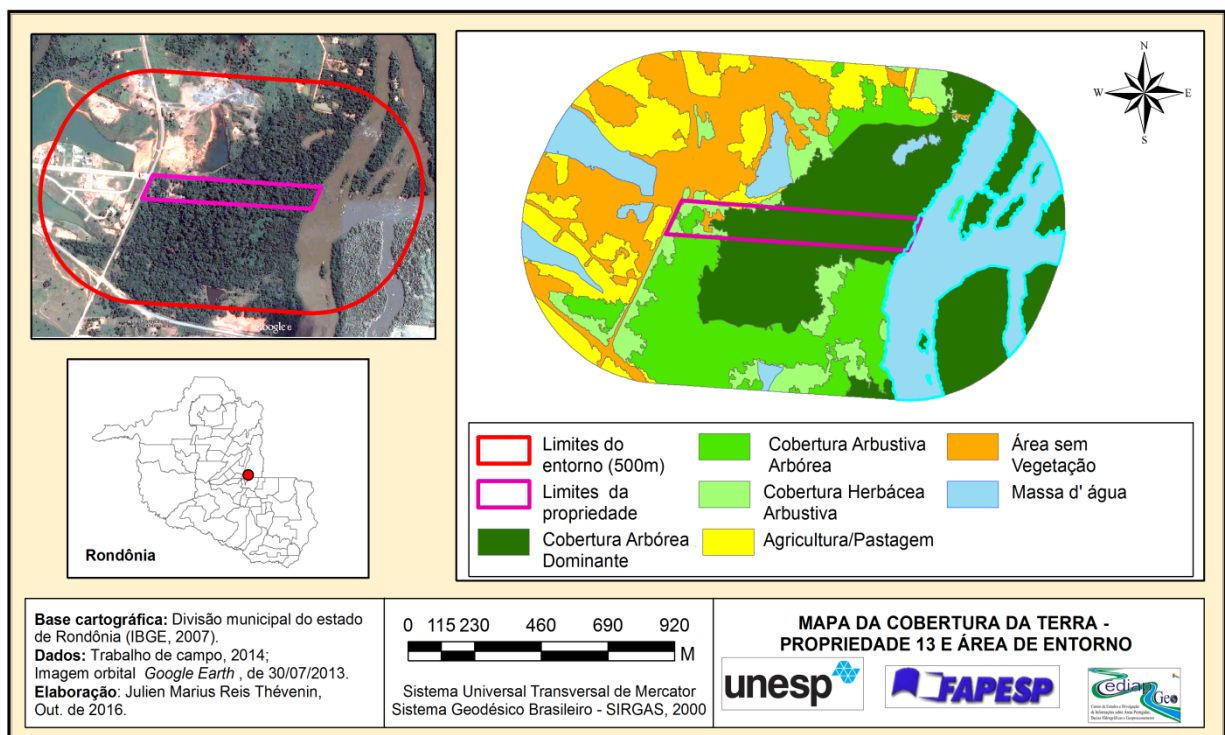 Google e
N
W
E
S
Rondônia
Limites do
entorno (500m)
Limites da
propriedade
Cobertura Arbórea
Dominante
Cobertura Arbustiva
Arbórea
Cobertura Herbácea
Arbustiva
Agricultura/Pastagem
Área sem
Vegetação
Massa d' água
Base cartográfica: Divisão municipal do estado
de Rondônia (IBGE, 2007).
Dados: Trabalho de campo, 2014;
Imagem orbital Google Earth , de 30/07/2013.
Elaboração: Julien Marius Reis Thévenin,
Out. de 2016.
0 115 230 460 690 920
M
Sistema Universal Transversal de Mercator
Sistema Geodésico Brasileiro - SIRGAS, 2000
MAPA DA COBERTURA DA TERRA -
PROPRIEDADE 13 E ÁREA DE ENTORNO
unesp
FAPESP
Cediap
Geo